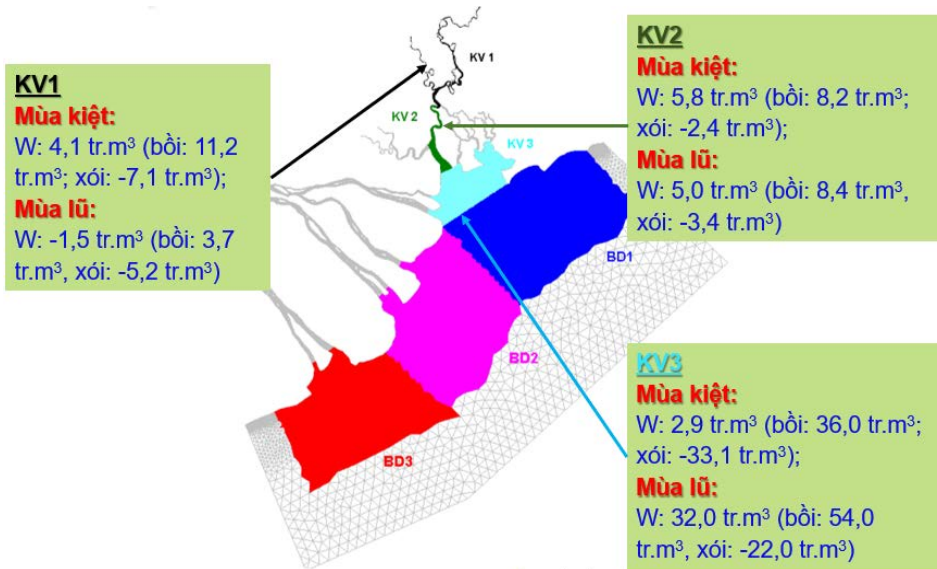 KV1
Mùa kiệt:
W: 4,1 tr.m³ (bồi: 11,2
tr.m³; xói: -7,1 tr.m³);
Mùa lũ:
W: -1,5 tr.m³ (bồi: 3,7
tr.m³, xói: -5,2 tr.m³)
KV 1
KV 2
KV 3
BD1
BD2
BD3
KV2
Mùa kiệt:
W: 5,8 tr.m³ (bồi: 8,2 tr.m³;
xói: -2,4 tr.m³);
Mùa lũ:
W: 5,0 tr.m³ (bồi: 8,4 tr.m³,
xói: -3,4 tr.m³)
KV3
Mùa kiệt:
W: 2,9 tr.m³ (bồi: 36,0 tr.m³;
xói: -33,1 tr.m³);
Mùa lũ:
W: 32,0 tr.m³ (bồi: 54,0
tr.m³, xói: -22,0 tr.m³)